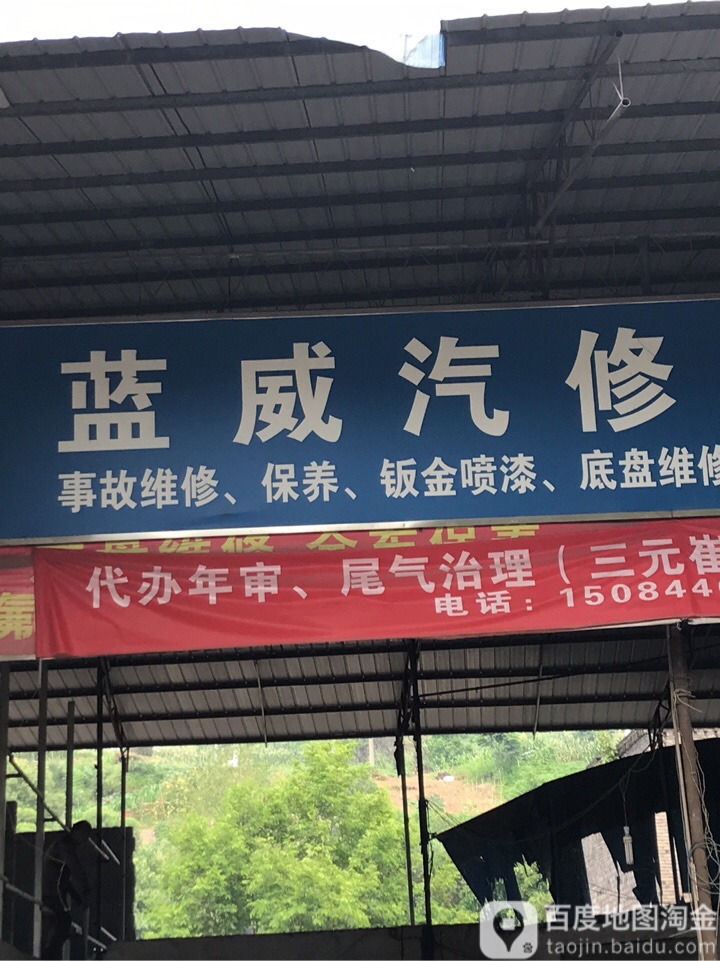 蓝威汽修
事故维修、保养、钣金喷漆、底盘维修
代办年审、尾气治理（三元崔
电话：1508440
百度地图淘金
taojin.baidu.com